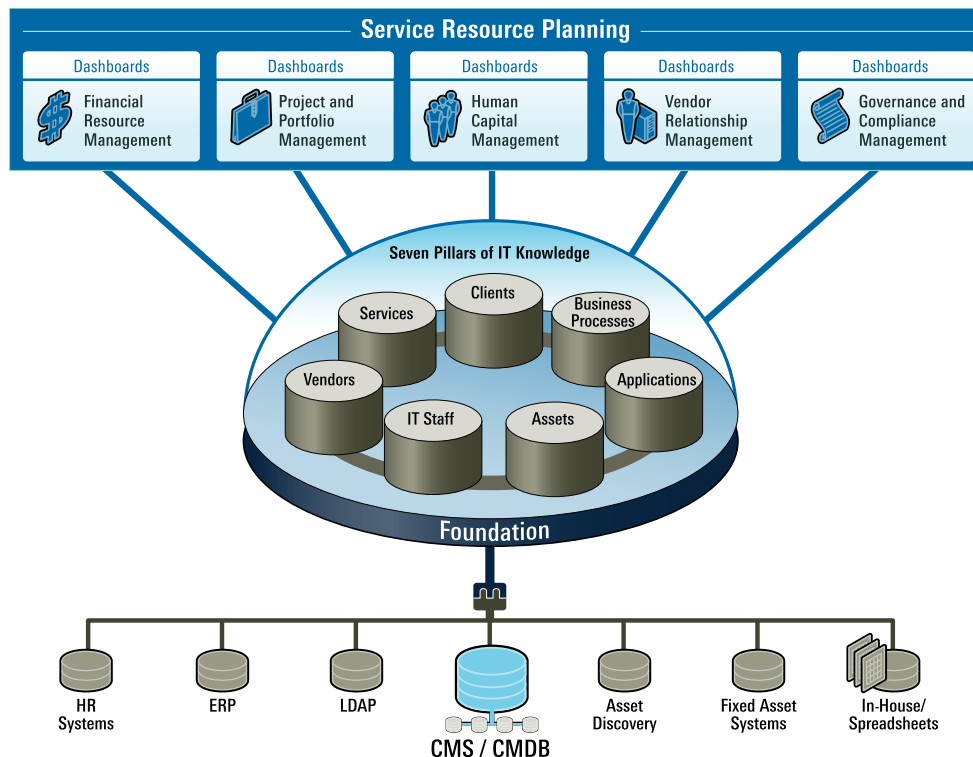 Service Resource Planning
Dashboards
Financial
Resource
Management
Dashboards
Project and
Portfolio
Management
Dashboards
Human
Capital
Management
Dashboards
Vendor
Relationship
Management
Dashboards
Governance and
Compliance
Management
Seven Pillars of IT Knowledge
Clients
Services
Business
Processes
Vendors
Applications
IT Staff
Assets
Foundation
HR
Systems
ERP
LDAP
CMS / CMDB
Asset
Discovery
Fixed Asset
Systems
In-House/
Spreadsheets